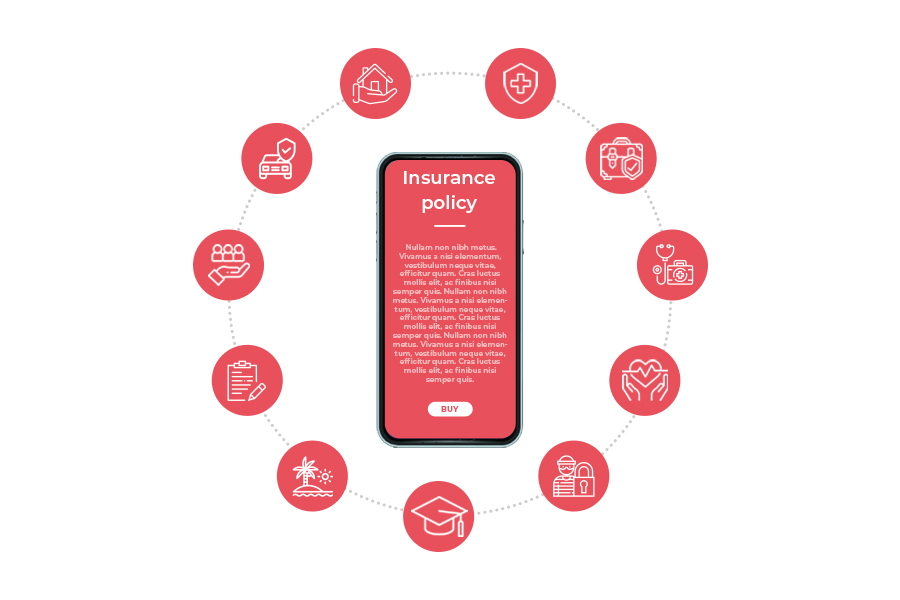 Insurance
policy
Nullam non nibh metus.
Vivamus a nisi elementum,
vestibulum neque vitae,
efficitur quam. Cras luctus
mollis elit, ac finibus nisi
semper quis. Nullam non nibh
metus. Vivamus a nisi elemen-
tum, vestibulum neque vitae,
efficitur quam. Cras luctus
mollis elit, ac finibus nisi
semper quis. Nullam non nibh
metus. Vivamus a nisi elemen-
tum, vestibulum neque vitae,
efficitur quam. Cras luctus
mollis elit, ac finibus nisi
semper quis.
BUY